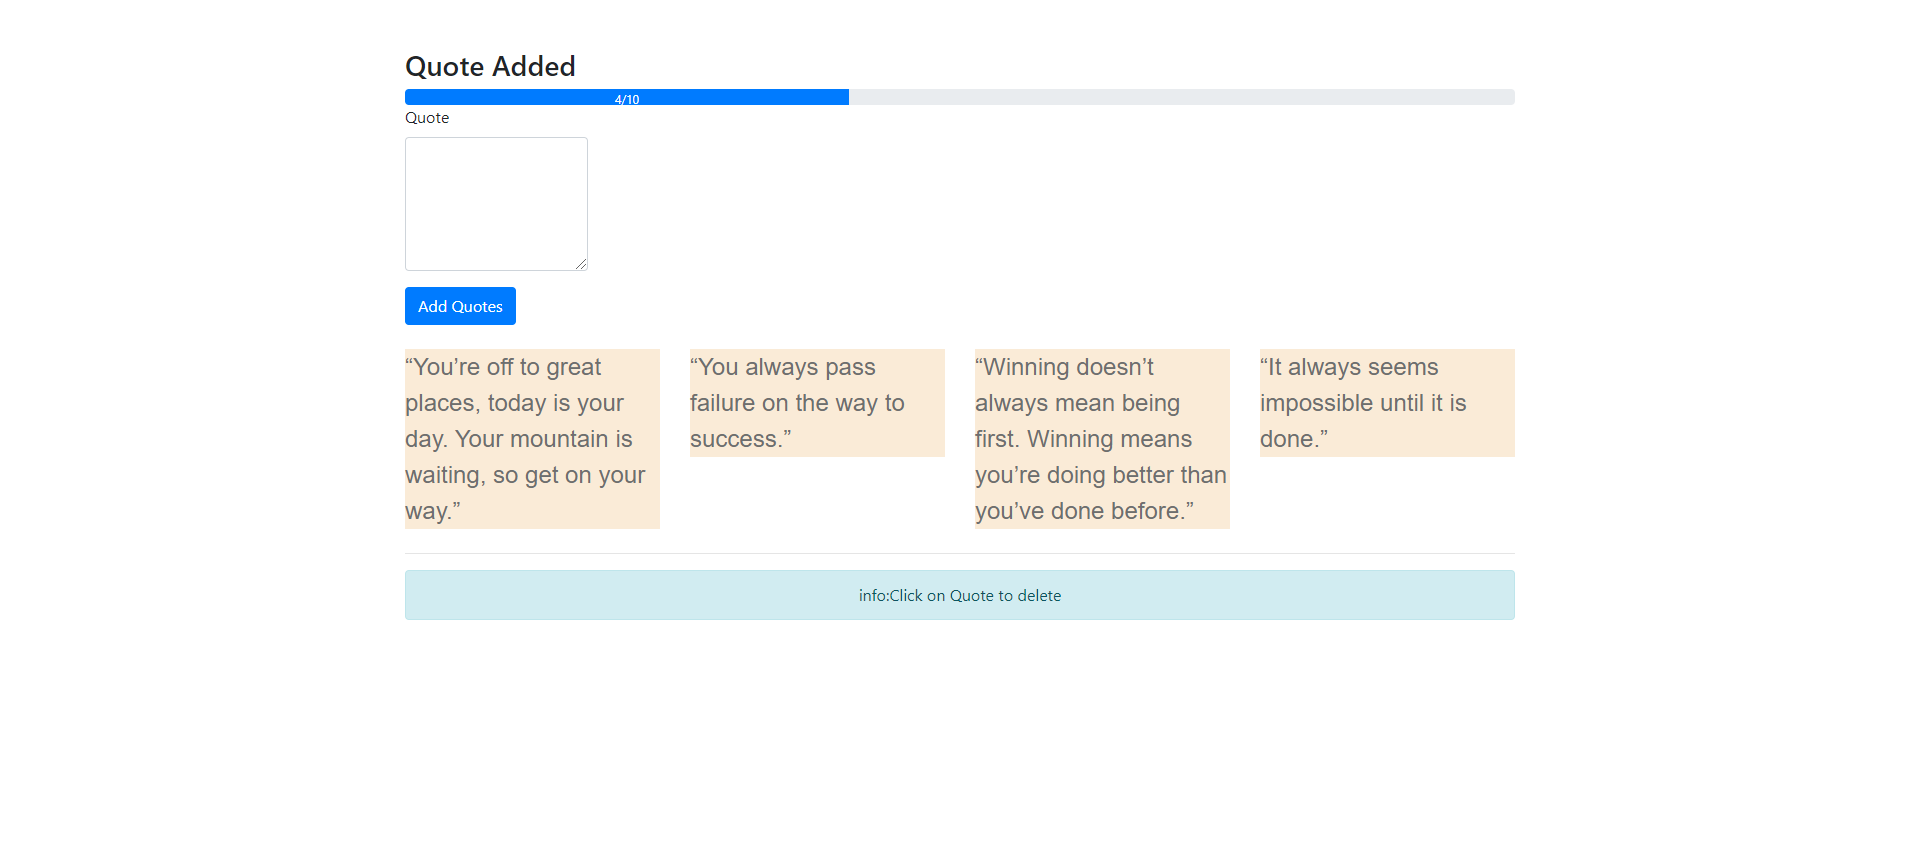 Quote Added
4/10
Quote
Add Quotes
“You’re off to great
places, today is your
day. Your mountain is
waiting, so get on your
way.”
“You always pass
failure on the way to
success.”
“Winning doesn’t
always mean being
first. Winning means
you’re doing better than
you’ve done before.”
“It always seems
impossible until it is
done.”
info:Click on Quote to delete